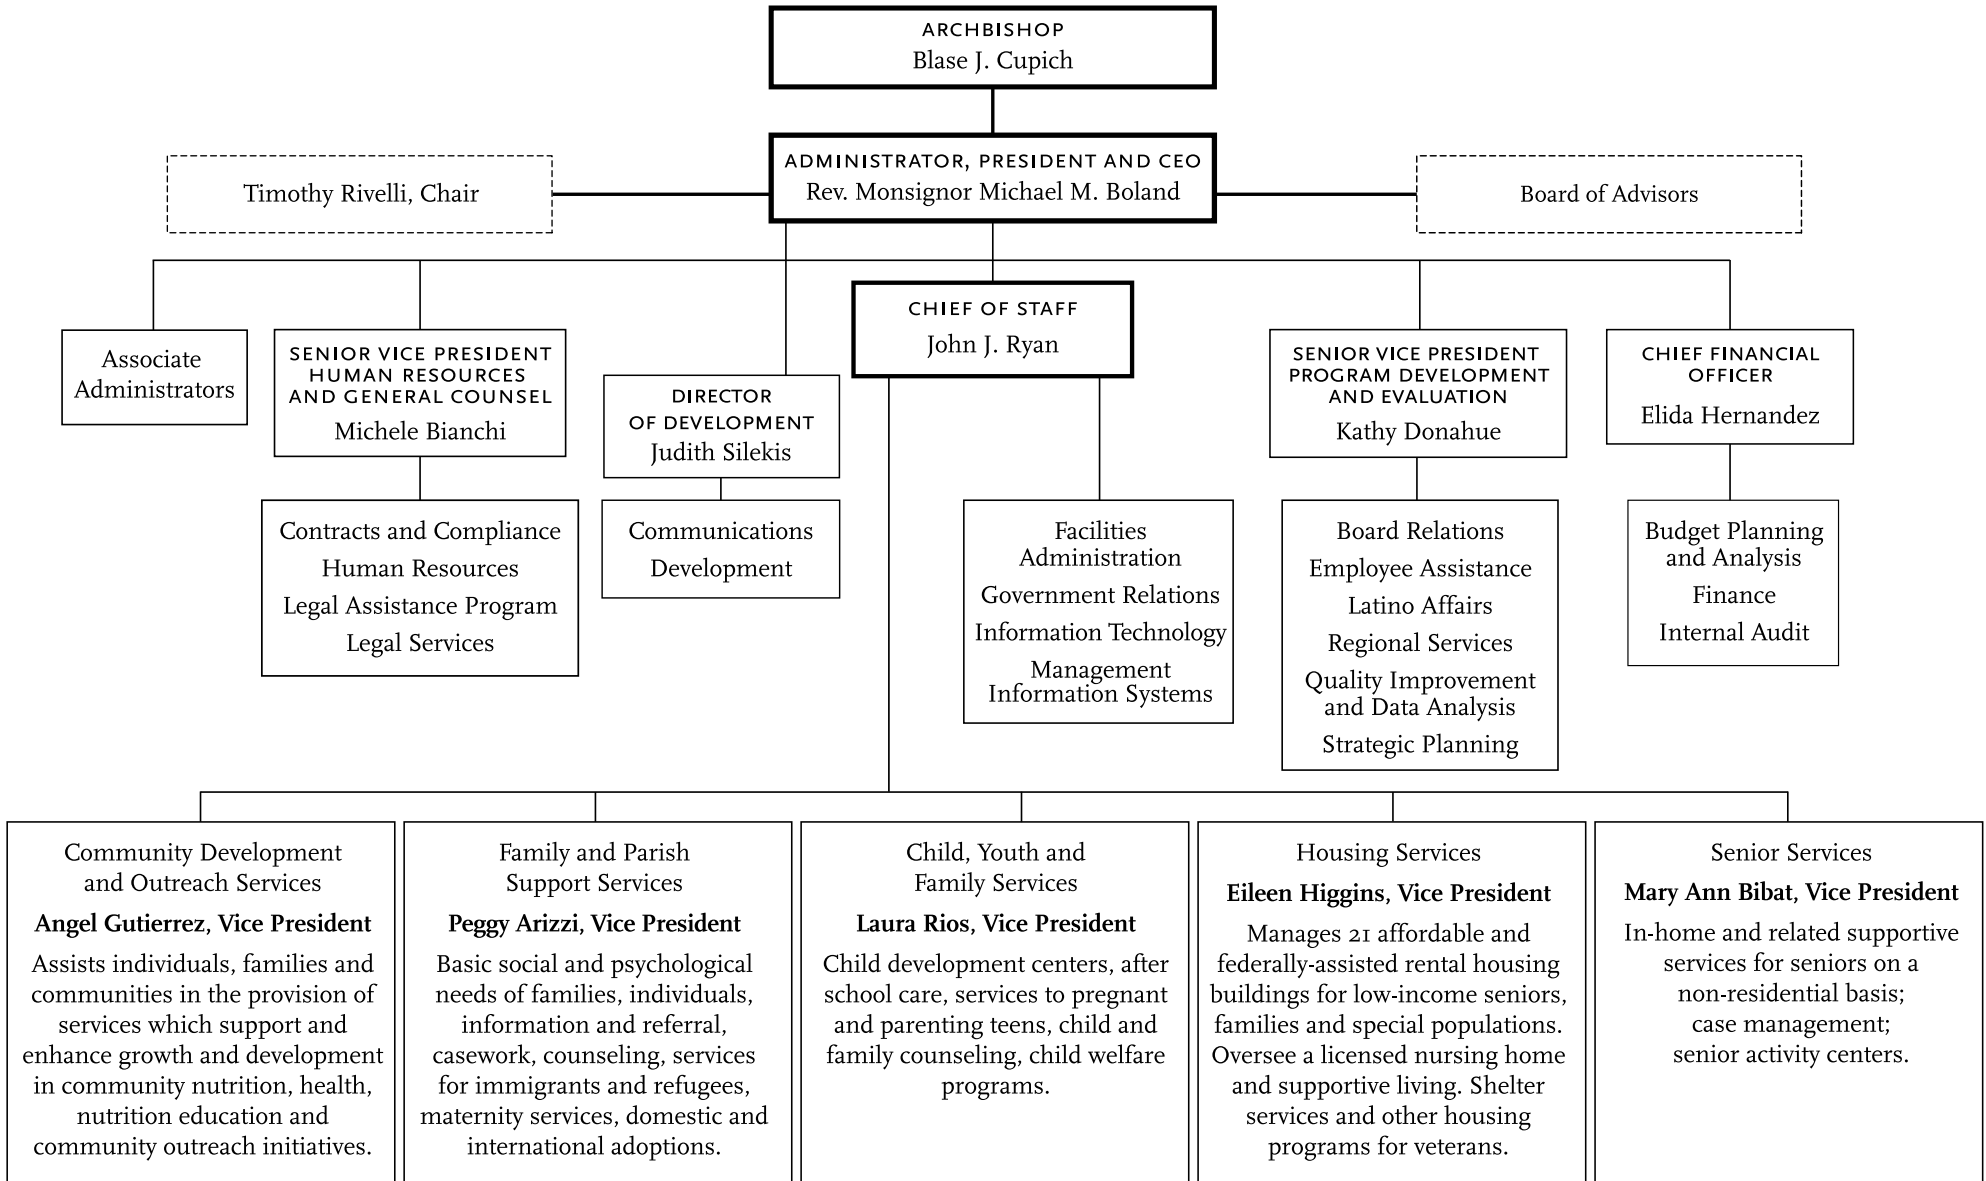 ARCHBISHOP
Blase J. Cupich
ADMINISTRATOR, PRESIDENT AND CEO
Rev. Monsignor Michael M. Boland
Timothy Rivelli, Chair
Board of Advisors
CHIEF OF STAFF
John J. Ryan
Associate
Administrators
SENIOR VICE PRESIDENT
HUMAN RESOURCES
AND GENERAL COUNSEL
Michele Bianchi
DIRECTOR
OF DEVELOPMENT
Judith Silekis
SENIOR VICE PRESIDENT
PROGRAM DEVELOPMENT
AND EVALUATION
Kathy Donahue
CHIEF FINANCIAL
OFFICER
Elida Hernandez
Contracts and Compliance
Human Resources
Legal Assistance Program
Legal Services
Communications
Development
Facilities
Administration
Government Relations
Information Technology
Management
Information Systems
Board Relations
Employee Assistance
Latino Affairs
Regional Services
Quality Improvement
and Data Analysis
Strategic Planning
Budget Planning
and Analysis
Finance
Internal Audit
Community Development
and Outreach Services
Angel Gutierrez, Vice President
Assists individuals, families and
communities in the provision of
services which support and
enhance growth and development
in community nutrition, health,
nutrition education and
community outreach initiatives.
Family and Parish
Support Services
Peggy Arizzi, Vice President
Basic social and psychological
needs of families, individuals,
information and referral,
casework, counseling, services
for immigrants and refugees,
maternity services, domestic and
international adoptions.
Child, Youth and
Family Services
Laura Rios, Vice President
Child development centers, after
school care, services to pregnant
and parenting teens, child and
family counseling, child welfare
programs.
Housing Services
Eileen Higgins, Vice President
Manages 21 affordable and
federally-assisted rental housing
buildings for low-income seniors,
families and special populations.
Oversee a licensed nursing home
and supportive living. Shelter
services and other housing
programs for veterans.
Senior Services
Mary Ann Bibat, Vice President
In-home and related supportive
services for seniors on a
non-residential basis;
case management;
senior activity centers.